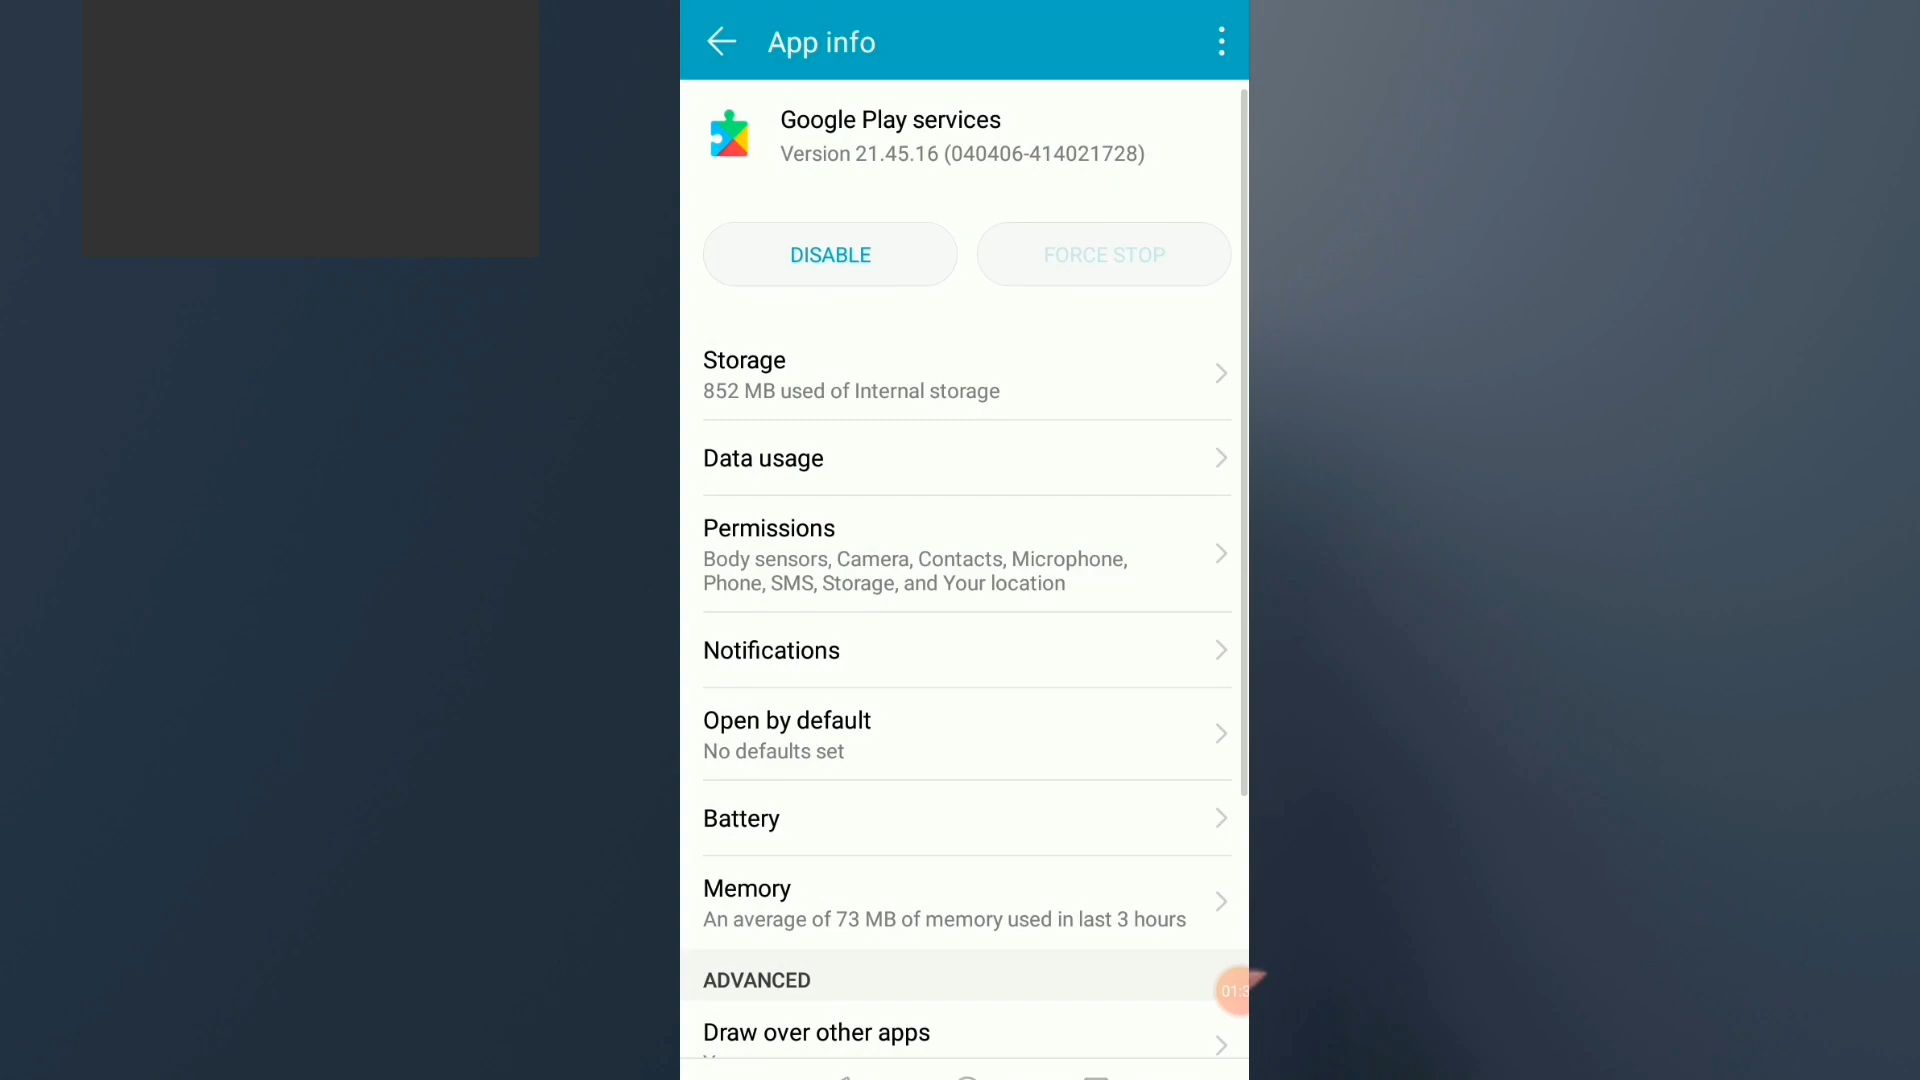 App info
Google Play services
Version 21.45.16 (040406-414021728)
DISABLE
FORCE STOP
Storage
852 MB used of Internal storage
Data usage
Permissions
Body sensors, Camera, Contacts, Microphone,
Phone, SMS, Storage, and Your location
Notifications
Open by default
No defaults set
Battery
Memory
An average of 73 MB of memory used in last 3 hours
ADVANCED
Draw over other apps